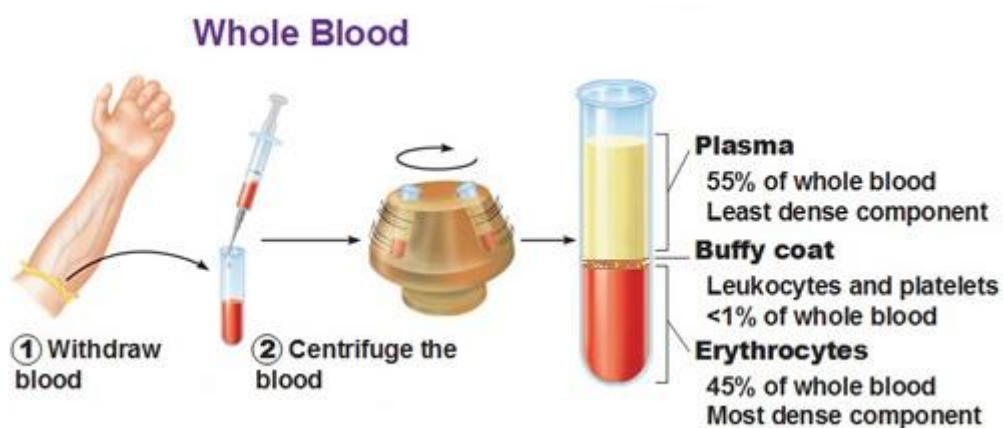 Whole Blood
① Withdraw
blood
② Centrifuge the
blood
Plasma
55% of whole blood
Least dense component
Buffy coat
Leukocytes and platelets
<1% of whole blood
Erythrocytes
45% of whole blood
Most dense component